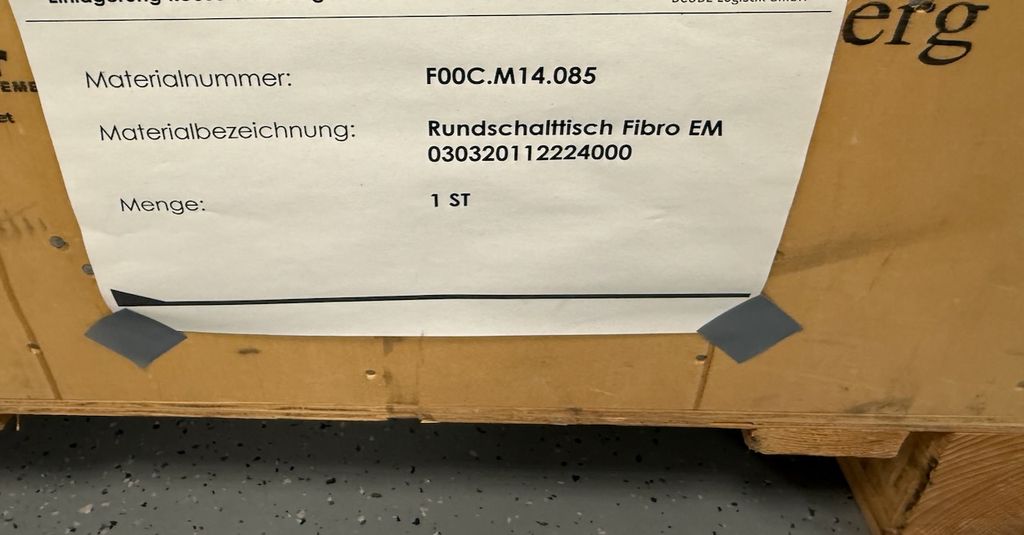 Materialnummer: F00C.M14.085
Materialbezeichnung: Rundschalttisch Fibro EM
030320112224000
Menge: 1 ST
erg